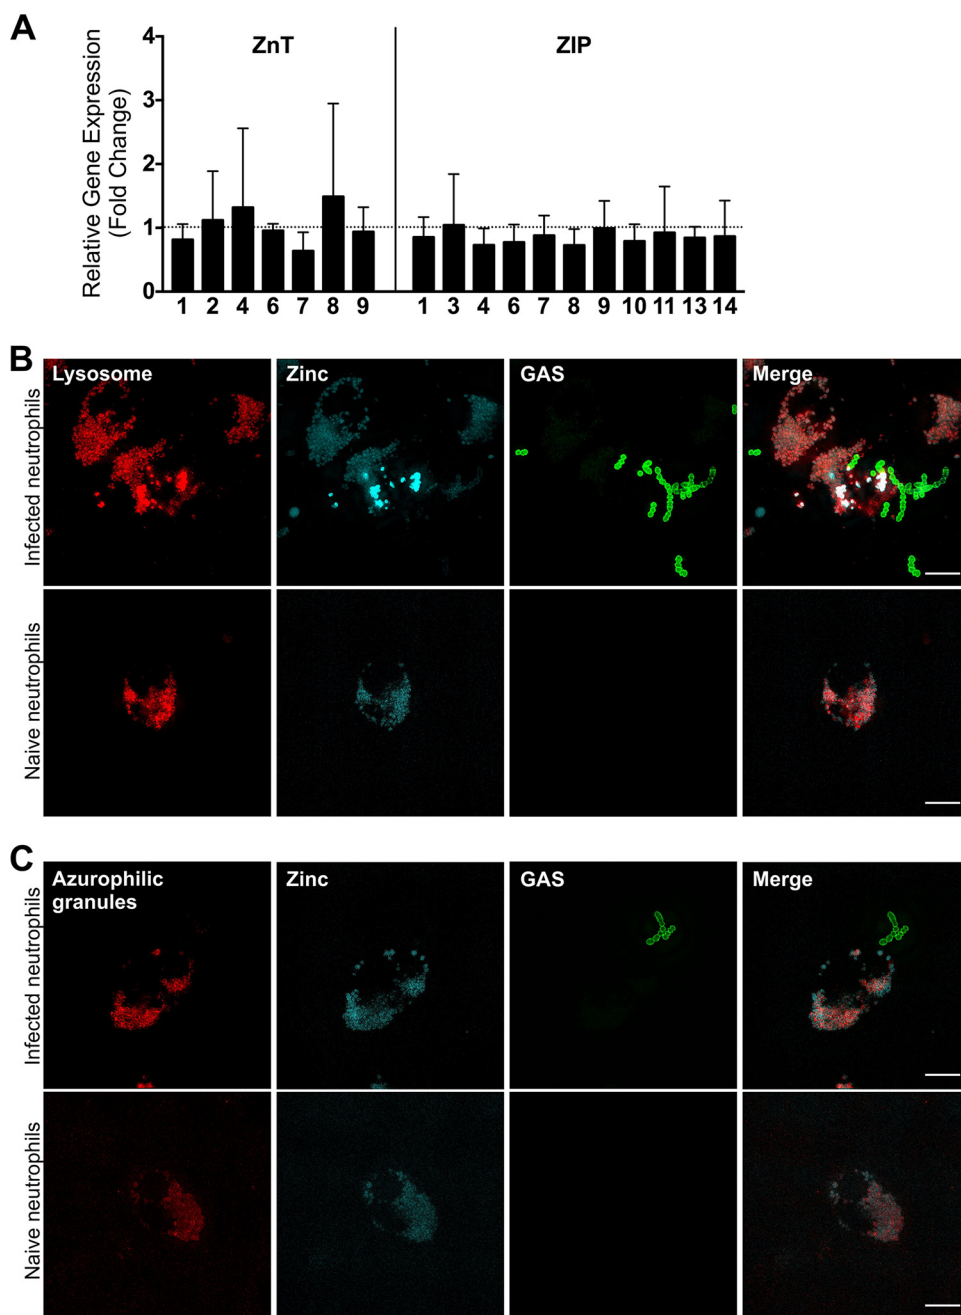 A
Relative Gene Expression
(Fold Change)
4
3
2
1
0
ZnT
ZIP
1 2 4 6 7 8 9
1 3 4 6 7 8 9 10 11 13 14
B
Infected neutrophils
Lysosome
Zinc
GAS
Merge
Naive neutrophils
C
Infected neutrophils
Azurophilic
granules
Zinc
GAS
Merge
Naive neutrophils